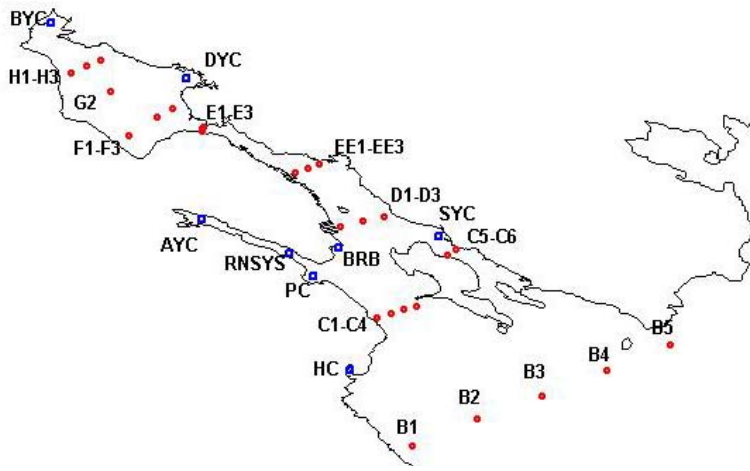 BYC
DYC
H1-H3
G2
E1-E3
F1-F3
EE1-EE3
D1-D3
SYC
C5-C6
AYC
RNSYS
BRB
PC
C1-C4
B5
B4
HC
B3
B2
B1